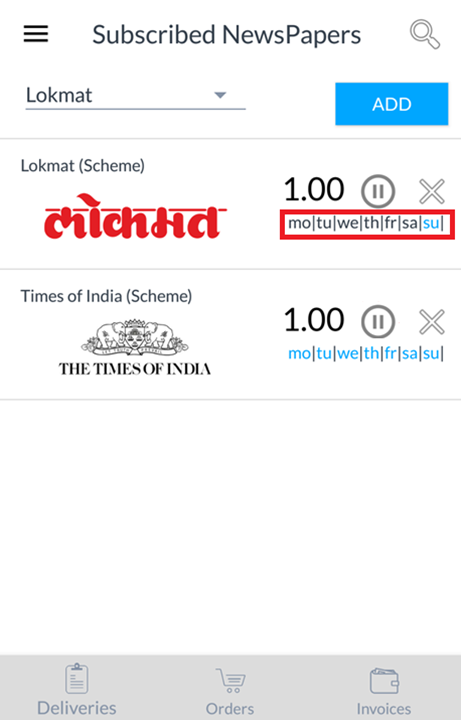 Subscribed NewsPapers
Lokmat
ADD
Lokmat (Scheme)
लोकमत
1.00
mo|tu|we|th|fr|sa|su|
Times of India (Scheme)
THE TIMES OF INDIA
1.00
mo|tu|we|th|fr|sa|su|
Deliveries
Orders
Invoices